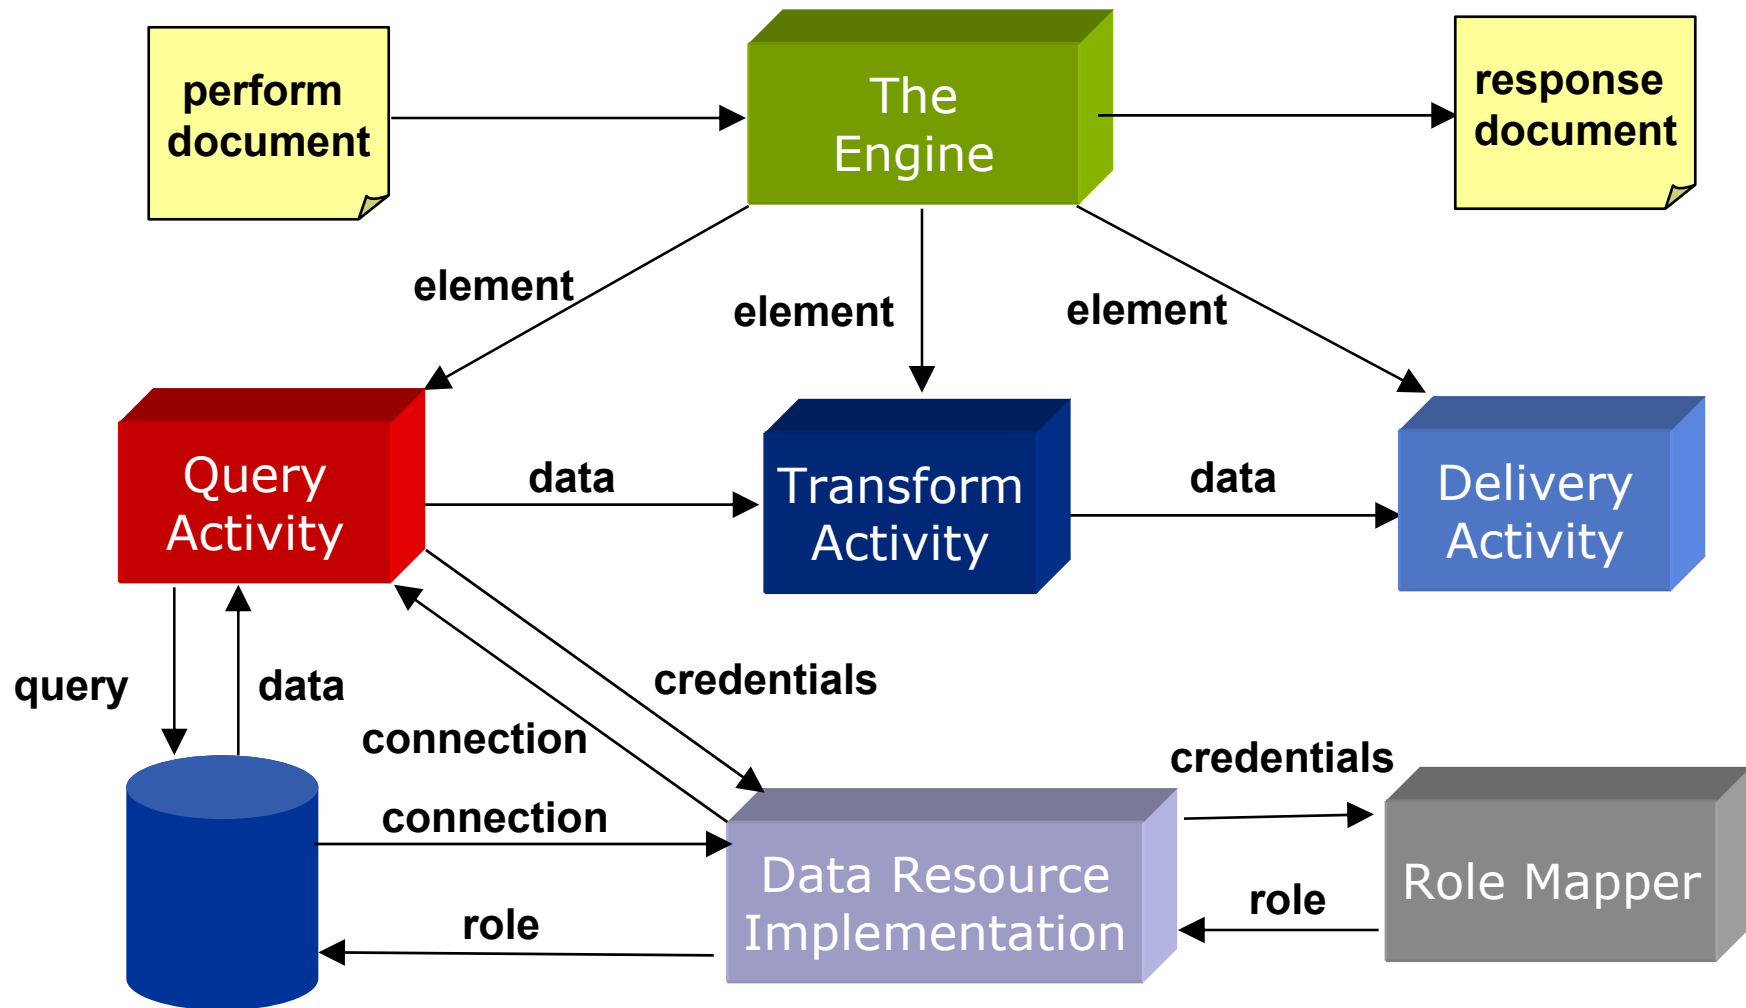 perform
document
The
Engine
response
document
element
element
element
Query
Activity
data
Transform
Activity
data
Delivery
Activity
query
data
credentials
connection
connection
credentials
Data Resource
Implementation
Role Mapper
role
role